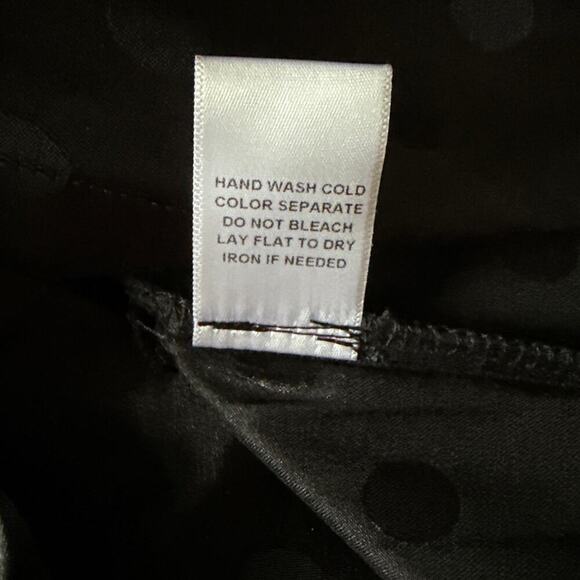 HAND WASH COLD
COLOR SEPARATE
DO NOT BLEACH
LAY FLAT TO DRY
IRON IF NEEDED